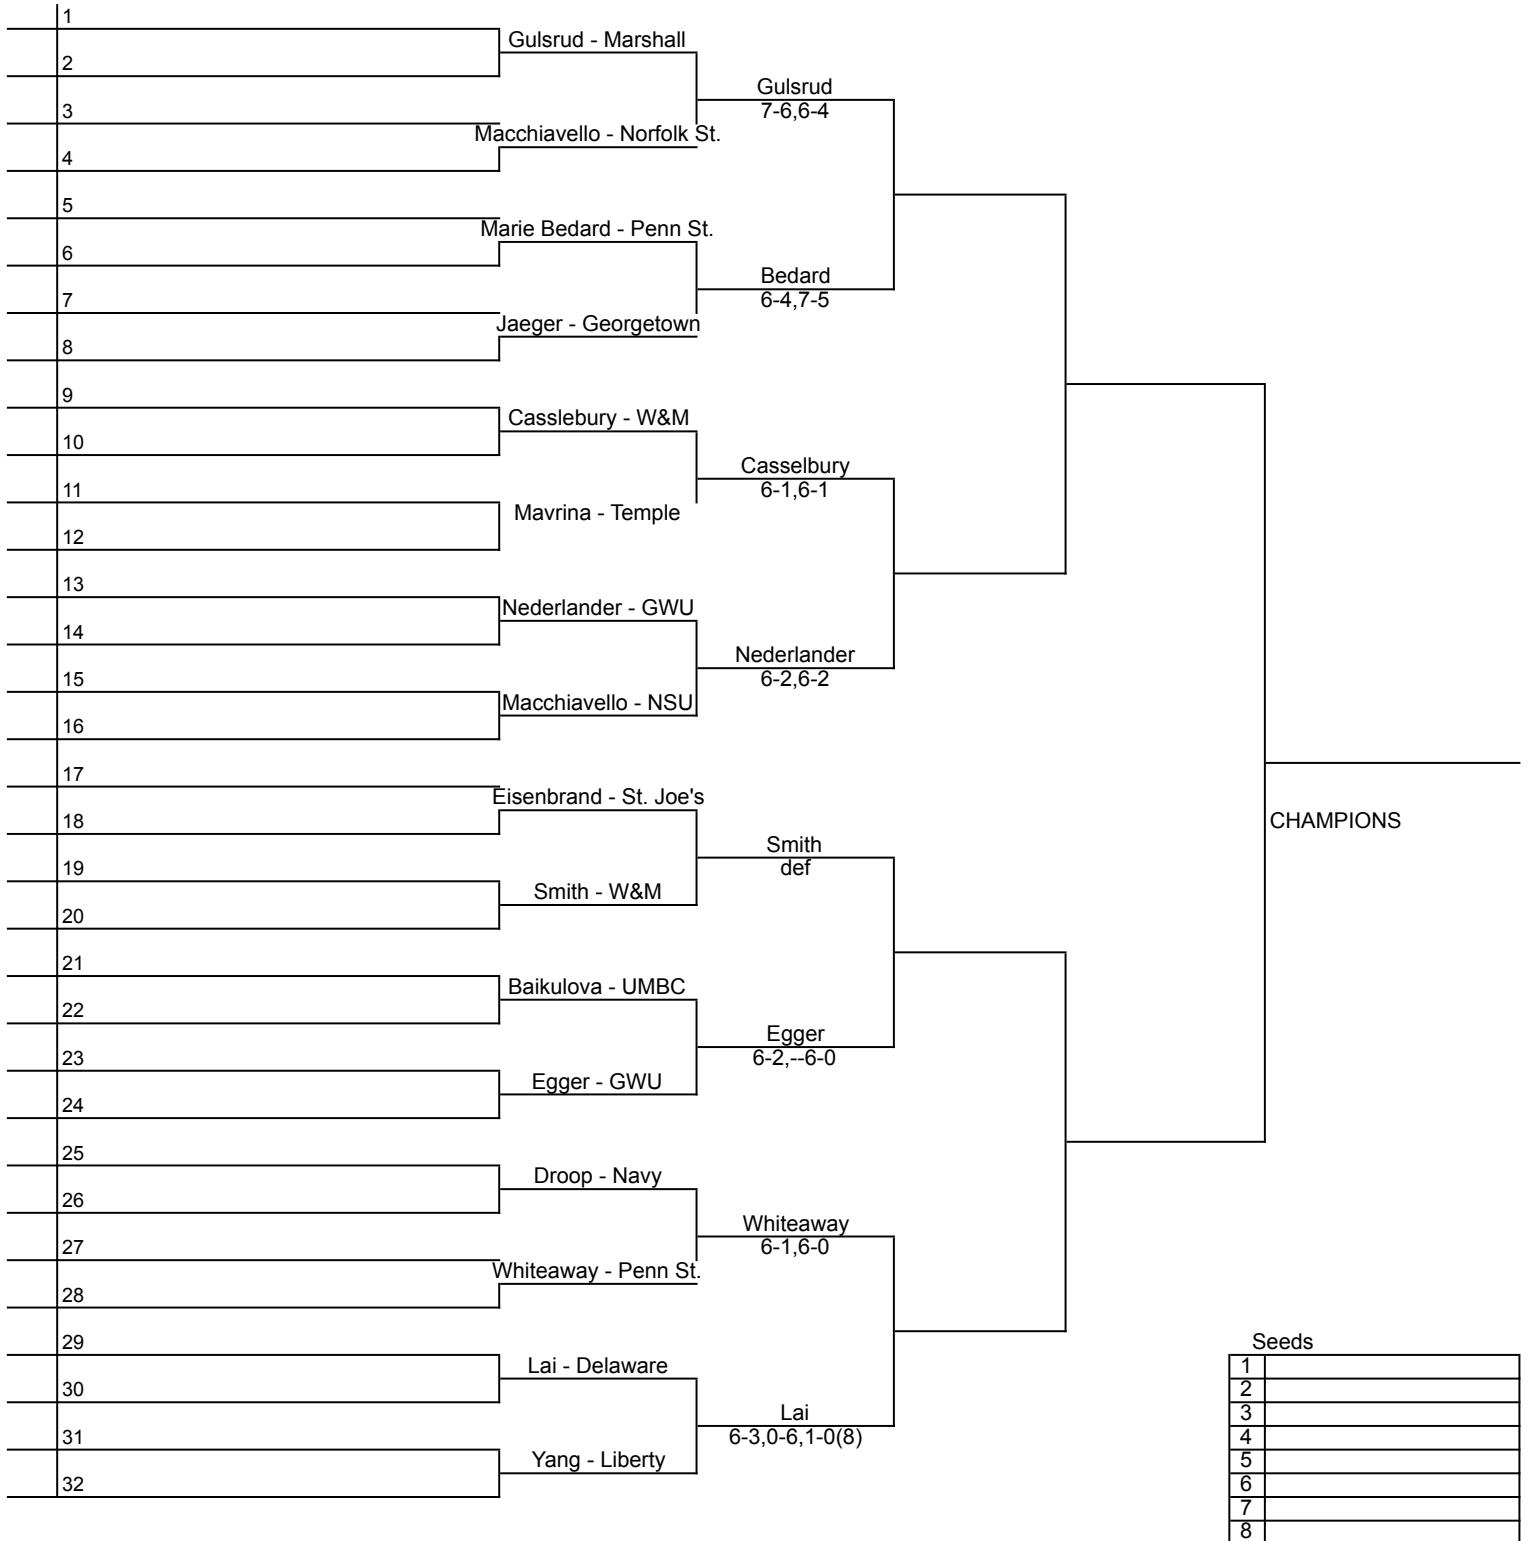 1
Gulsrud - Marshall
2
Gulsrud
3
7-6,6-4
Macchiavello - Norfolk St.
4
5
Marie Bedard - Penn St.
6
Bedard
7
6-4,7-5
Jaeger - Georgetown
8
9
Casslebury - W&M
10
Casselbury
11
6-1,6-1
Mavrina - Temple
12
13
Nederlander - GWU
14
Nederlander
15
6-2,6-2
Macchiavello - NSU
16
17
Eisenbrand - St. Joe's
18
CHAMPIONS
Smith
19
def
Smith - W&M
20
21
Baikulova - UMBC
22
Egger
23
6-2,--6-0
Egger - GWU
24
25
Droop - Navy
26
Whiteaway
27
6-1,6-0
Whiteaway - Penn St.
28
29
Seeds
Lai - Delaware
1
30
2
Lai
3
31
6-3,0-6,1-0(8)
4
Yang - Liberty
5
32
6
7
8